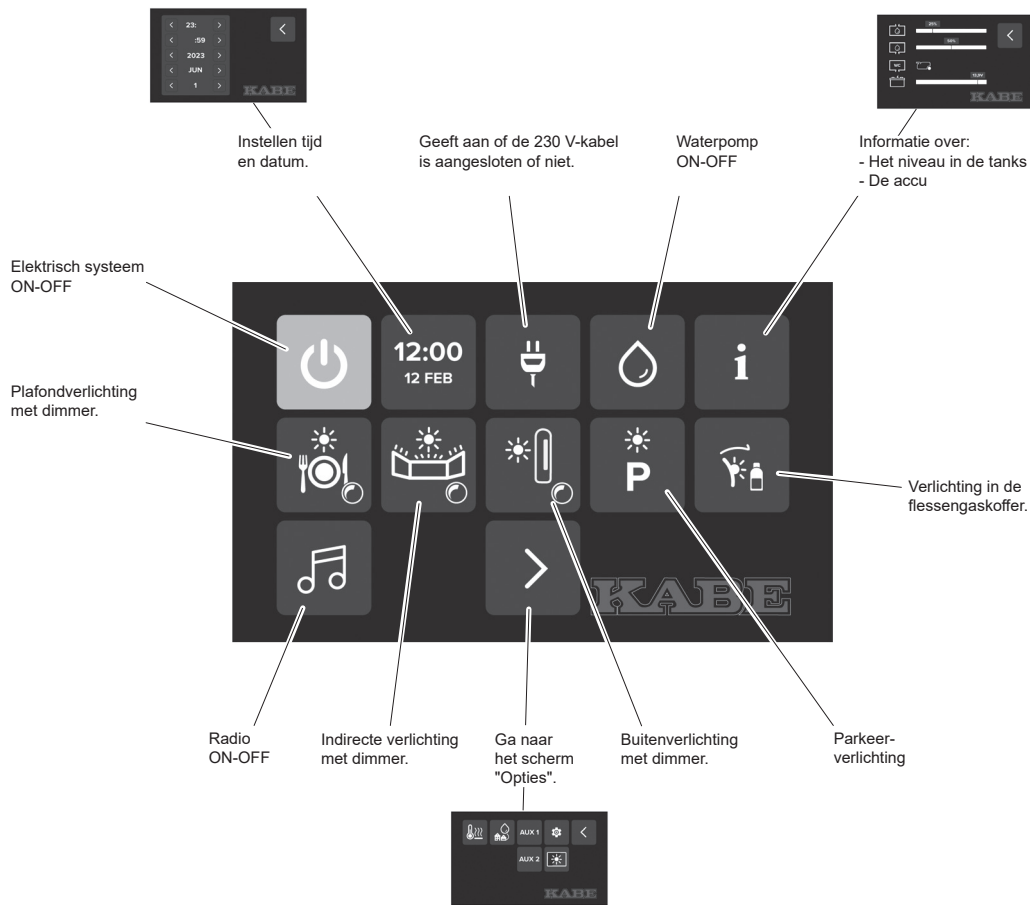 23:
:59
2023
JUN
1
KABE
25%
50%
WC
13,8V
KABE
Instellen tijd
en datum.
Geeft aan of de 230 V-kabel
is aangesloten of niet.
Waterpomp
ON-OFF
Informatie over:
- Het niveau in de tanks
- De accu
Elektrisch systeem
ON-OFF
12:00
12 FEB
i
Plafondverlichting
met dimmer.
P
Verlichting in de
flessengaskoffer.
KABE
Radio
ON-OFF
Indirecte verlichting
met dimmer.
Ga naar
het scherm
"Opties".
Buitenverlichting
met dimmer.
Parkeer-
verlichting
AUX 1
AUX 2
KABE